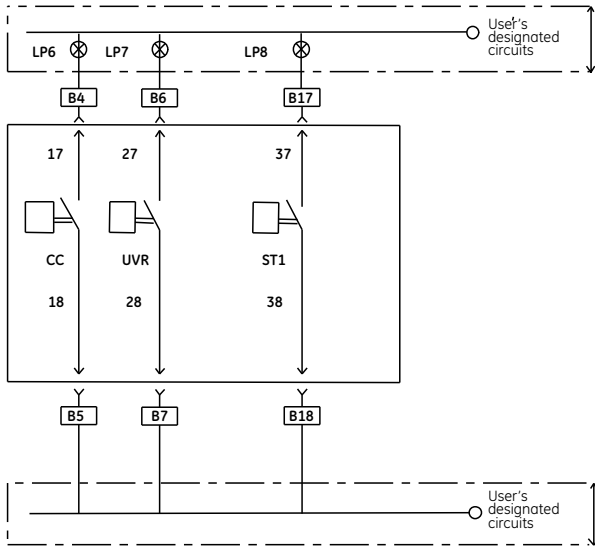 User's
designated
circuits
LP6 LP7 LP8
B4 B6 B17
17 27 37
CC UVR ST1
18 28 38
B5 B7 B18
User's
designated
circuits